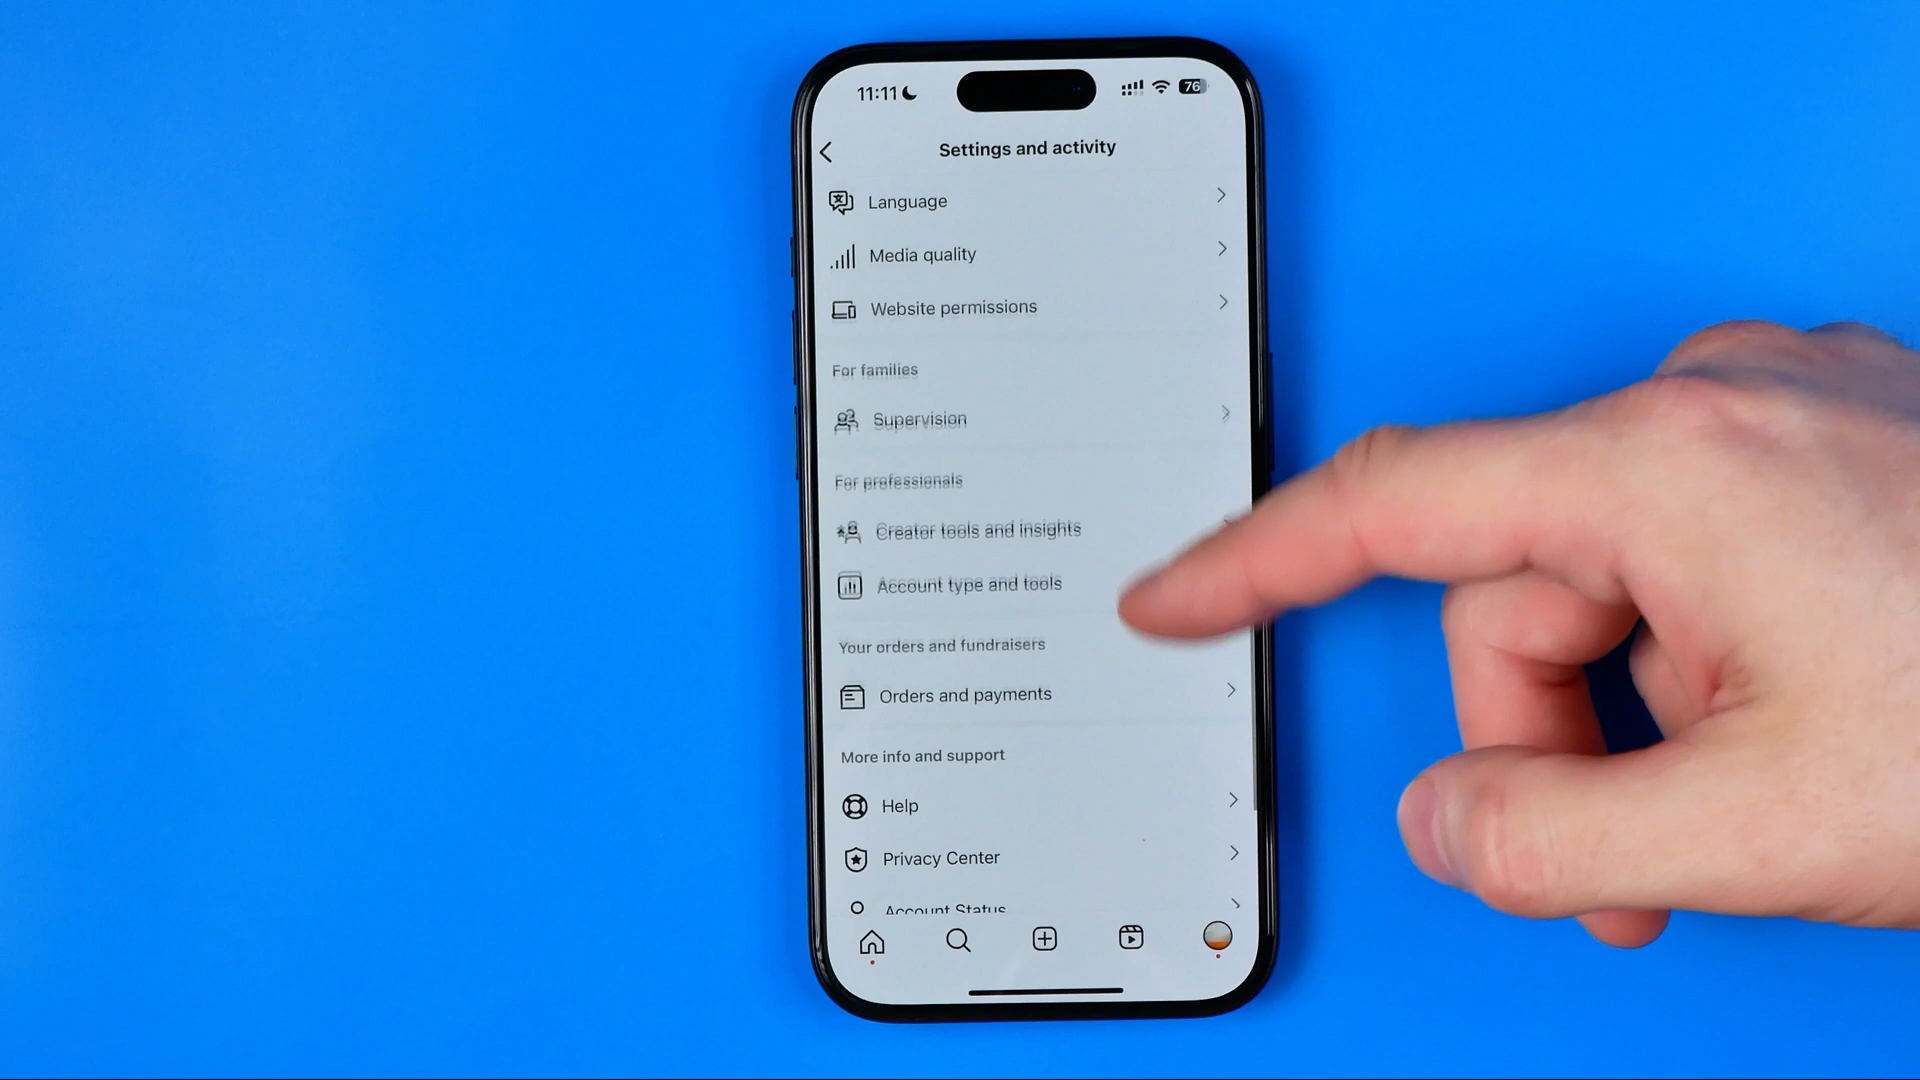 11:11
76
Settings and activity
Language
Media quality
Website permissions
For families
Supervision
For professionals
Creator tools and insights
Account type and tools
Your orders and fundraisers
Orders and payments
More info and support
Help
Privacy Center
Account Status